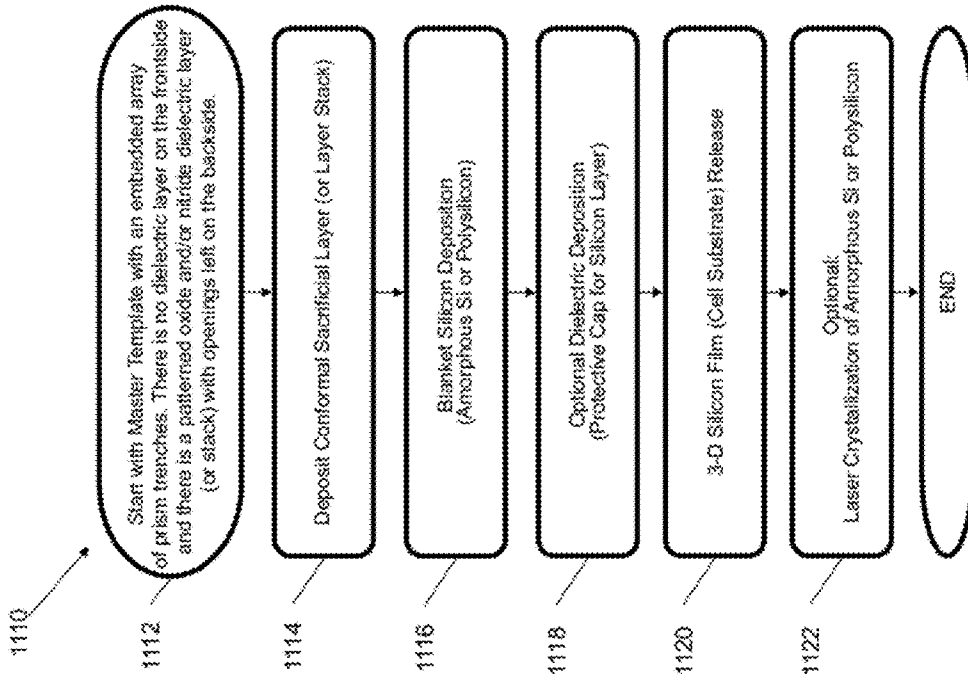 1110
1112
Start with Master Template with an embedded array
of prism trenches. There is no dielectric layer on the frontside
and there is a patterned oxide and/or nitride dielectric layer
(or stack) with openings left on the backside.
1114
Deposit Conformal Sacrificial Layer (or Layer Stack)
1116
Blanket Silicon Deposition
(Amorphous Si or Polysilicon)
1118
Optional Dielectric Deposition
(Protective Cap for Silicon Layer)
1120
3-D Silicon Film (Cell Substrate) Release
1122
Optional:
Laser Crystallization of Amorphous Si or Polysilicon
END